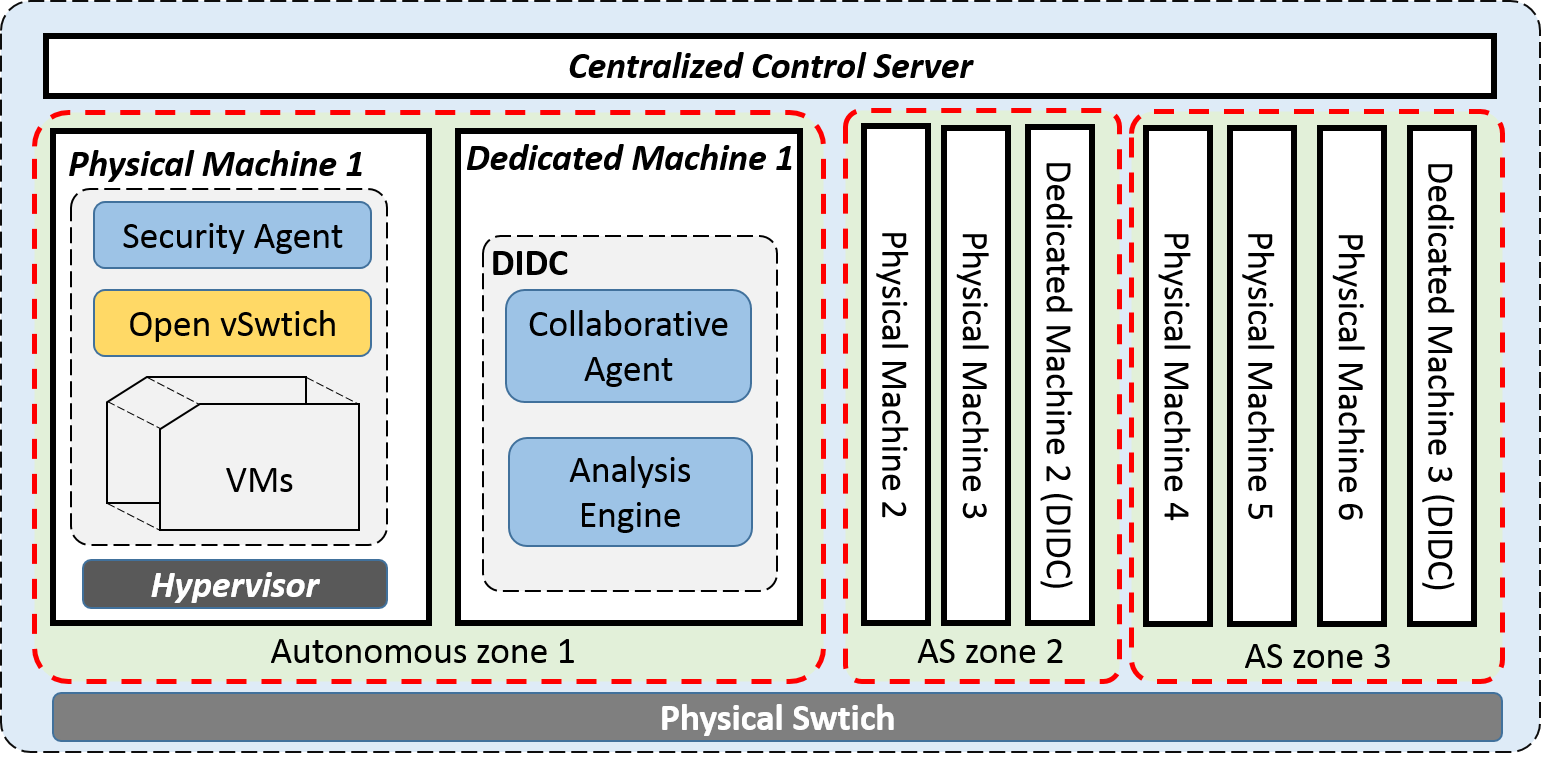 Centralized Control Server
Physical Machine 1
Security Agent
Open vSwtich
VMs
Hypervisor
Dedicated Machine 1
DIDC
Collaborative
Agent
Analysis
Engine
Autonomous zone 1
Physical Machine 2
Physical Machine 3
Dedicated Machine 2 (DIDC)
AS zone 2
Physical Machine 4
Physical Machine 5
Physical Machine 6
Dedicated Machine 3 (DIDC)
AS zone 3
Physical Swtich